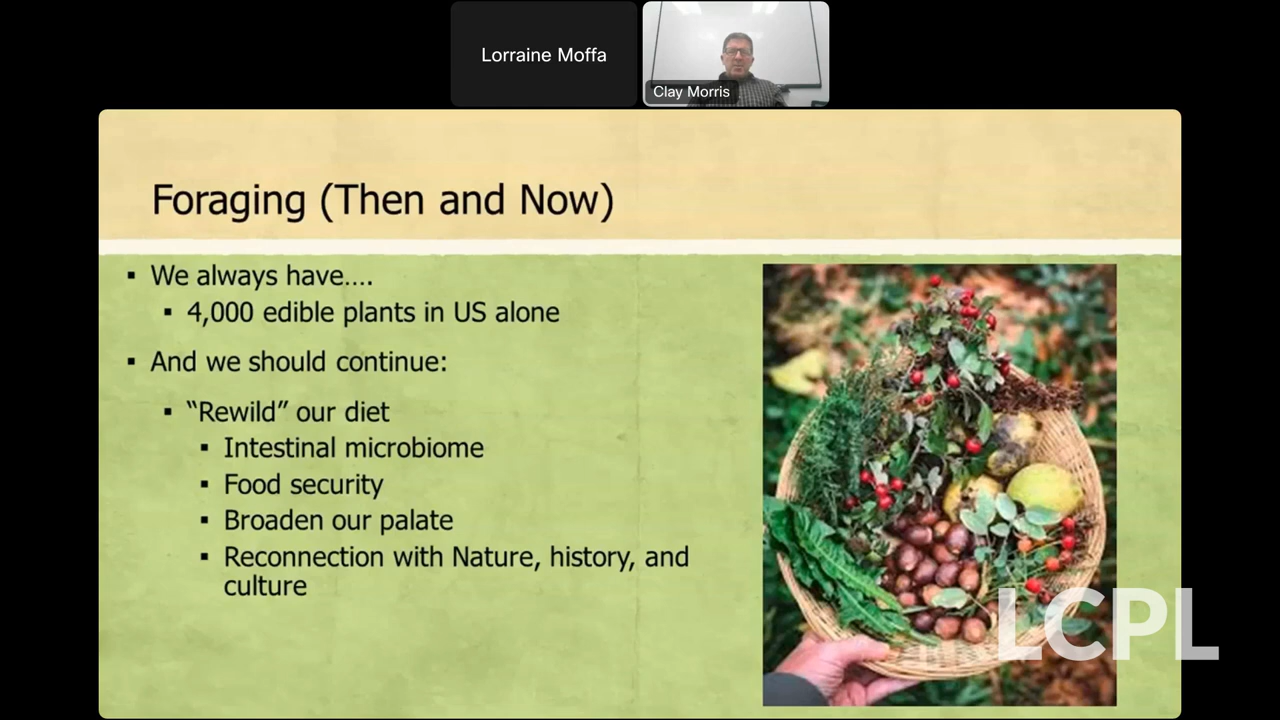 Lorraine Moffa
Clay Morris
Foraging (Then and Now)
▪ We always have….
▪ 4,000 edible plants in US alone
▪ And we should continue:
▪ “Rewild” our diet
▪ Intestinal microbiome
▪ Food security
▪ Broaden our palate
▪ Reconnection with Nature, history, and
culture
LCPL